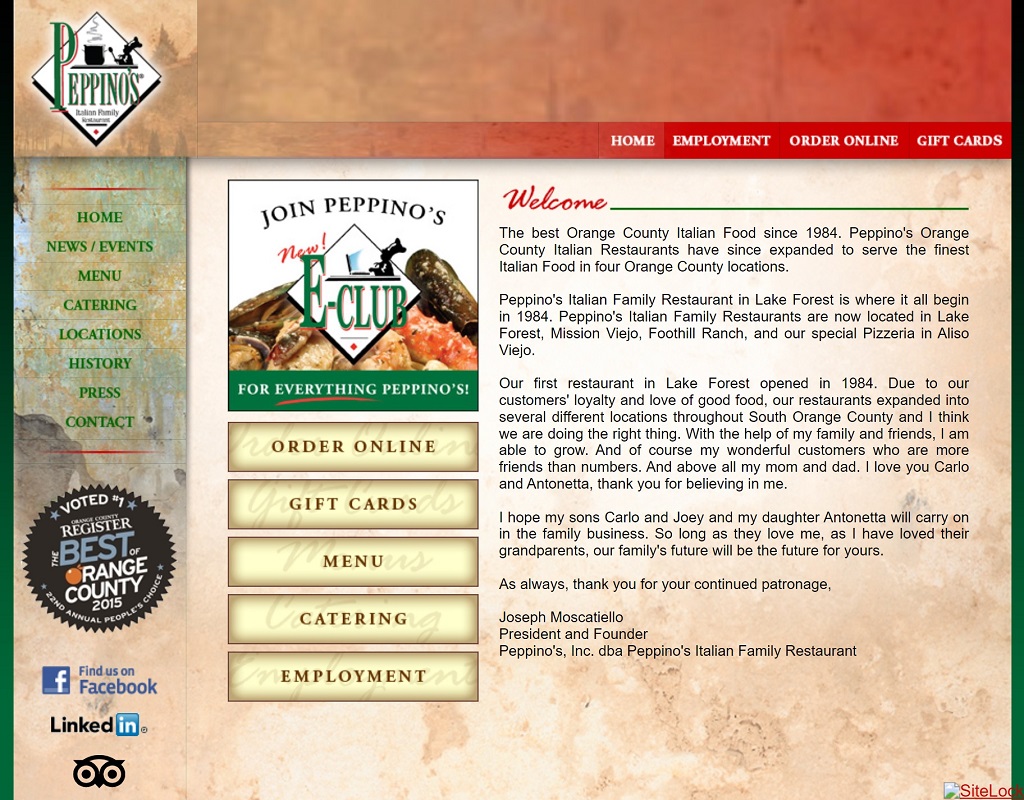 PEPPINO'S®
Italian Family
Restaurant
HOME
EMPLOYMENT
ORDER ONLINE
GIFT CARDS
HOME
NEWS / EVENTS
MENU
CATERING
LOCATIONS
HISTORY
PRESS
CONTACT
VOTED #1
ORANGE COUNTY
REGISTER
THE BEST OF
ORANGE
COUNTY
2015
22ND ANNUAL PEOPLE'S CHOICE
Find us on
Facebook
LinkedIn®
JOIN PEPPINO'S
New!
E-CLUB
FOR EVERYTHING PEPPINO'S!
ORDER ONLINE
GIFT CARDS
MENU
CATERING
EMPLOYMENT
Welcome
The best Orange County Italian Food since 1984. Peppino's Orange
County Italian Restaurants have since expanded to serve the finest
Italian Food in four Orange County locations.
Peppino's Italian Family Restaurant in Lake Forest is where it all begin
in 1984. Peppino's Italian Family Restaurants are now located in Lake
Forest, Mission Viejo, Foothill Ranch, and our special Pizzeria in Aliso
Viejo.
Our first restaurant in Lake Forest opened in 1984. Due to our
customers' loyalty and love of good food, our restaurants expanded into
several different locations throughout South Orange County and I think
we are doing the right thing. With the help of my family and friends, I am
able to grow. And of course my wonderful customers who are more
friends than numbers. And above all my mom and dad. I love you Carlo
and Antonetta, thank you for believing in me.
I hope my sons Carlo and Joey and my daughter Antonetta will carry on
in the family business. So long as they love me, as I have loved their
grandparents, our family's future will be the future for yours.
As always, thank you for your continued patronage,
Joseph Moscatiello
President and Founder
Peppino's, Inc. dba Peppino's Italian Family Restaurant
SiteLock